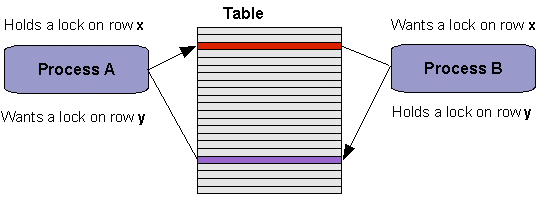 Table
Holds a lock on row x
Wants a lock on row x
Process A
Process B
Wants a lock on row y
Holds a lock on row y